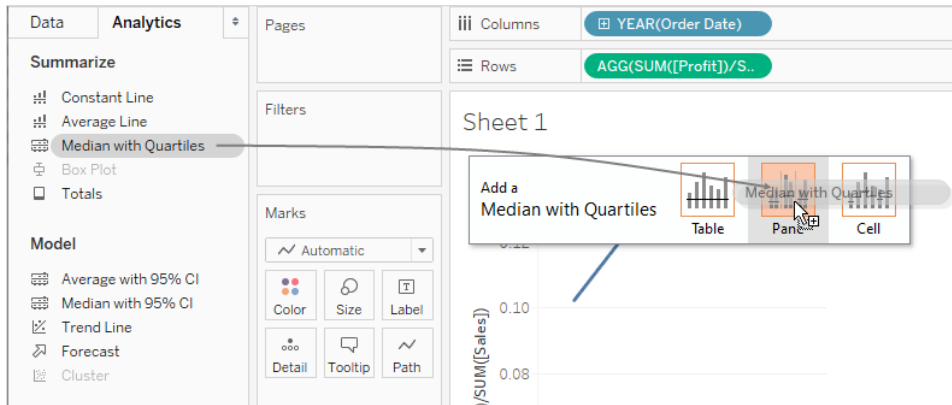 Data
Analytics
Summarize
Constant Line
Average Line
Median with Quartiles
Box Plot
Totals
Model
Average with 95% CI
Median with 95% CI
Trend Line
Forecast
Cluster
Pages
Filters
Marks
Automatic
Color
Size
Label
Detail
Tooltip
Path
Columns
YEAR(Order Date)
Rows
AGG(SUM([Profit])/S..
Sheet 1
Add a
Median with Quartiles
Table
Pane
Cell
Median with Quartiles
0.12
0.10
0.08
)/SUM([Sales])